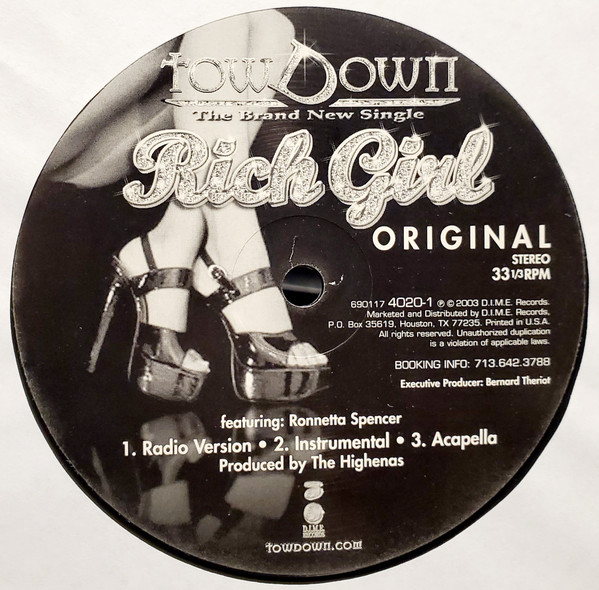 TOWDOWN
The Brand New Single
Rich Girl
ORIGINAL
STEREO
33 1/3 RPM
690117 4020-1 ℗ © 2003 D.I.M.E. Records.
Marketed and Distributed by D.I.M.E. Records,
P.O. Box 35619, Houston, TX 77235. Printed in U.S.A.
All rights reserved. Unauthorized duplication
is a violation of applicable laws.
BOOKING INFO: 713.642.3788
Executive Producer: Bernard Theriot
featuring: Ronnetta Spencer
1. Radio Version • 2. Instrumental • 3. Acapella
Produced by The Highenas
D.I.M.E.
RECORDS
TOWDOWN.COM